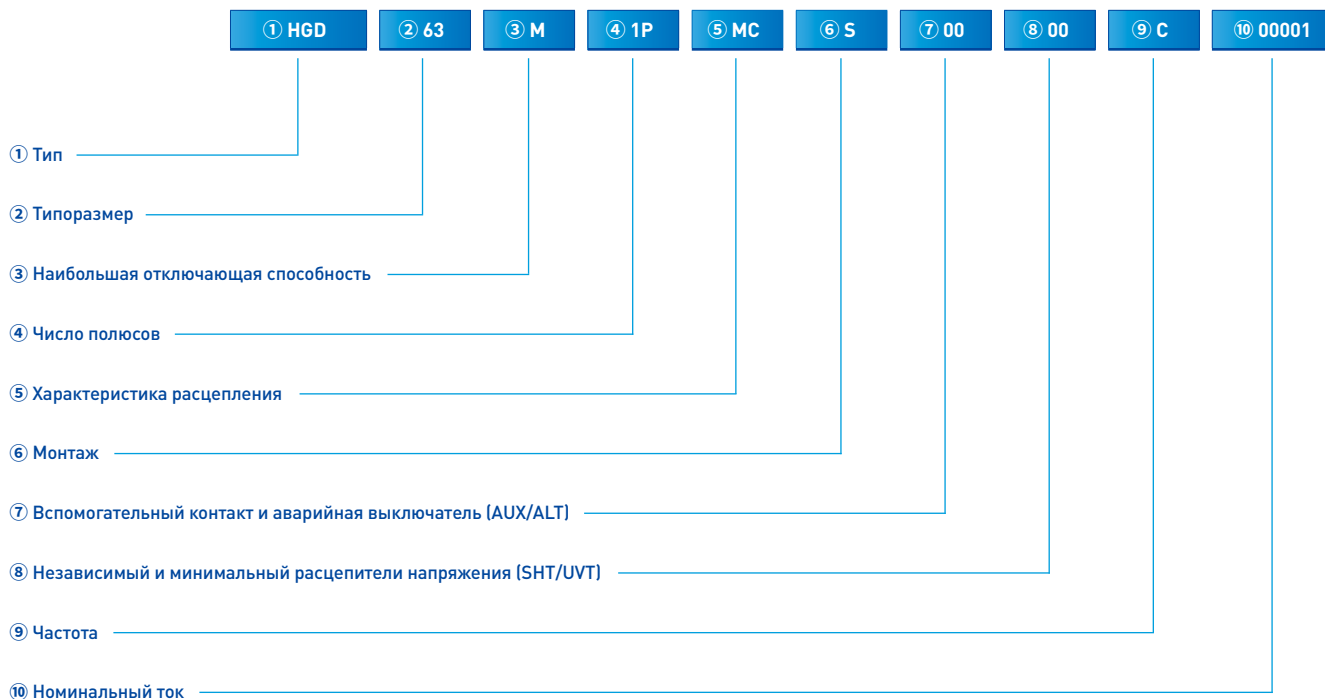 ① HGD ② 63 ③ M ④ 1P ⑤ MC ⑥ S ⑦ 00 ⑧ 00 ⑨ C ⑩ 00001
① Тип
② Типоразмер
③ Наибольшая отключающая способность
④ Число полюсов
⑤ Характеристика расцепления
⑥ Монтаж
⑦ Вспомогательный контакт и аварийная выключатель (AUX/ALT)
⑧ Независимый и минимальный расцепители напряжения (SHT/UVT)
⑨ Частота
⑩ Номинальный ток